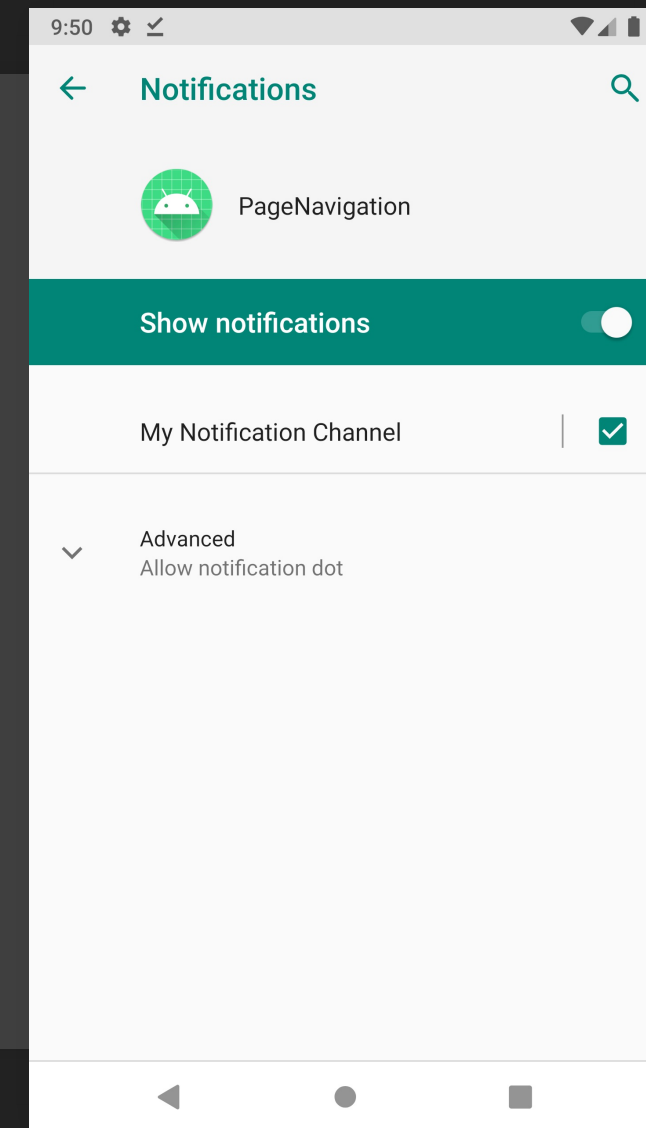 9:50
Notifications
PageNavigation
Show notifications
My Notification Channel
Advanced
Allow notification dot